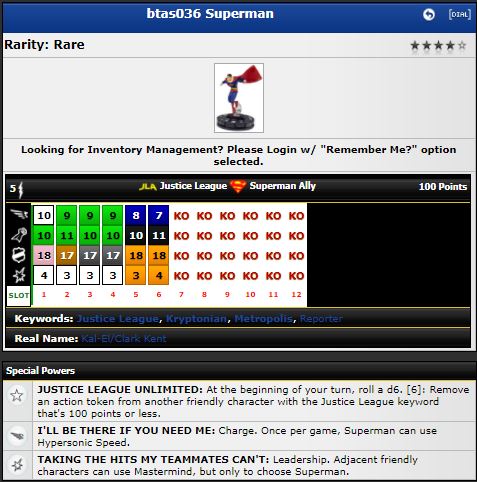 btas036 Superman
[DIAL]
Rarity: Rare
Looking for Inventory Management? Please Login w/ "Remember Me?" option
selected.
5 JLA Justice League Superman Ally 100 Points
10 9 9 9 8 7 KO KO KO KO KO KO
10 11 10 10 10 11 KO KO KO KO KO KO
18 17 17 17 18 18 KO KO KO KO KO KO
4 3 3 3 3 4 KO KO KO KO KO KO
SLOT 1 2 3 4 5 6 7 8 9 10 11 12
Keywords: Justice League, Kryptonian, Metropolis, Reporter
Real Name: Kal-El/Clark Kent
Special Powers
JUSTICE LEAGUE UNLIMITED: At the beginning of your turn, roll a d6. [6]: Remove
an action token from another friendly character with the Justice League keyword
that's 100 points or less.
I'LL BE THERE IF YOU NEED ME: Charge. Once per game, Superman can use
Hypersonic Speed.
TAKING THE HITS MY TEAMMATES CAN'T: Leadership. Adjacent friendly
characters can use Mastermind, but only to choose Superman.